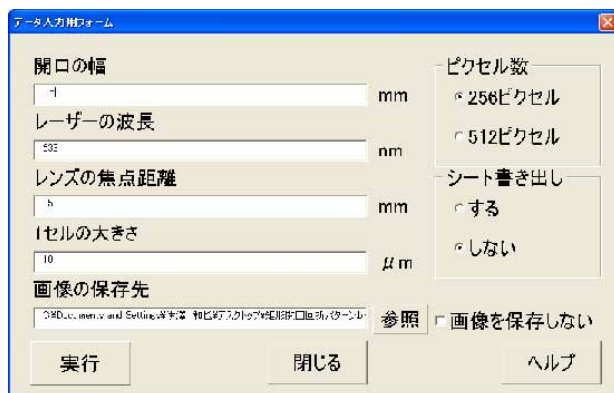 データ入力用フォーム
開口の幅
mm
レーザーの波長
533
nm
レンズの焦点距離
5
mm
1セルの大きさ
10
μm
画像の保存先
参照
画像を保存しない
ピクセル数
256ピクセル
512ピクセル
シート書き出し
する
しない
実行
閉じる
ヘルプ